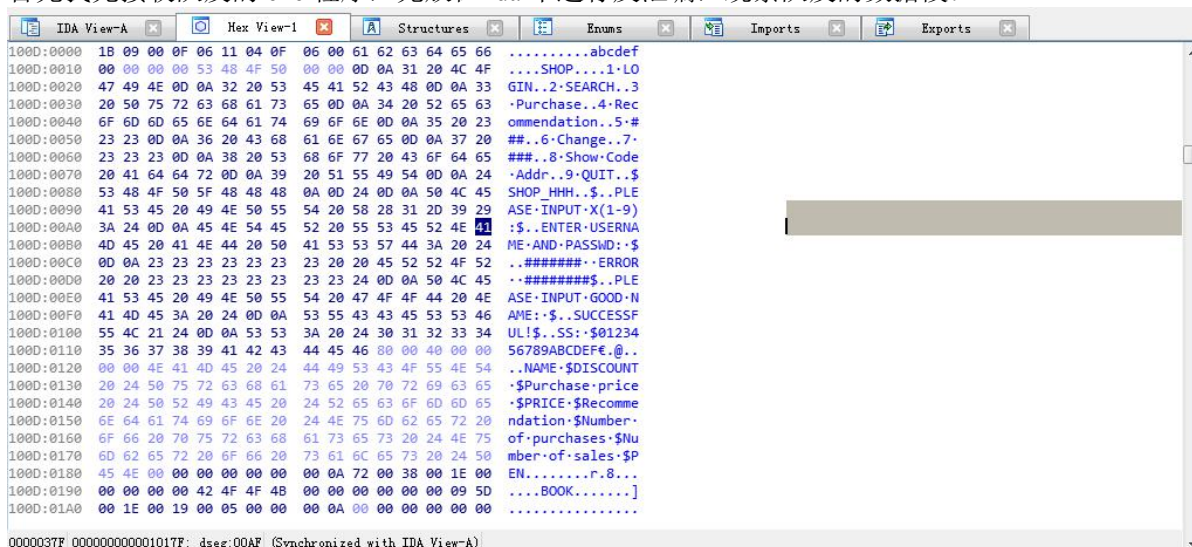 IDA View-A Hex View-1 Structures Enums Imports Exports
100D:0000 1B 09 00 0F 06 11 04 0F 06 00 61 62 63 64 65 66 ..........abcdef
100D:0010 00 00 00 00 53 48 4F 50 00 00 0D 0A 31 20 4C 4F ....SHOP....1·LO
100D:0020 47 49 4E 0D 0A 32 20 53 45 41 52 43 48 0D 0A 33 GIN..2·SEARCH..3
100D:0030 20 50 75 72 63 68 61 73 65 0D 0A 34 20 52 65 63 ·Purchase..4·Rec
100D:0040 6F 6D 6D 65 6E 64 61 74 69 6F 6E 0D 0A 35 20 23 ommendation..5·#
100D:0050 23 23 0D 0A 36 20 43 68 61 6E 67 65 0D 0A 37 20 ##..6·Change..7·
100D:0060 23 23 23 0D 0A 38 20 53 68 6F 77 20 43 6F 64 65 ###..8·Show·Code
100D:0070 20 41 64 64 72 0D 0A 39 20 51 55 49 54 0D 0A 24 ·Addr..9·QUIT..$
100D:0080 53 48 4F 50 5F 48 48 48 0A 0D 24 0D 0A 50 4C 45 SHOP_HHH..$..PLE
100D:0090 41 53 45 20 49 4E 50 55 54 20 58 28 31 2D 39 29 ASE·INPUT·X(1-9)
100D:00A0 3A 24 0D 0A 45 4E 54 45 52 20 55 53 45 52 4E 41 :$..ENTER·USERNA
100D:00B0 4D 45 20 41 4E 44 20 50 41 53 53 57 44 3A 20 24 ME·AND·PASSWD:·$
100D:00C0 0D 0A 23 23 23 23 23 23 23 20 20 45 52 52 4F 52 ..#######··ERROR
100D:00D0 20 20 23 23 23 23 23 23 23 23 24 0D 0A 50 4C 45 ··########$..PLE
100D:00E0 41 53 45 20 49 4E 50 55 54 20 47 4F 4F 44 20 4E ASE·INPUT·GOOD·N
100D:00F0 41 4D 45 3A 20 24 0D 0A 53 55 43 43 45 53 53 46 AME:·$..SUCCESSF
100D:0100 55 4C 21 24 0D 0A 53 53 3A 20 24 30 31 32 33 34 UL!$..SS:·$01234
100D:0110 35 36 37 38 39 41 42 43 44 45 46 80 00 40 00 00 56789ABCDEF€.@..
100D:0120 00 00 4E 41 4D 45 20 24 44 49 53 43 4F 55 4E 54 ..NAME·$DISCOUNT
100D:0130 20 24 50 75 72 63 68 61 73 65 20 70 72 69 63 65 ·$Purchase·price
100D:0140 20 24 50 52 49 43 45 20 24 52 65 63 6F 6D 6D 65 ·$PRICE·$Recomme
100D:0150 6E 64 61 74 69 6F 6E 20 24 4E 75 6D 62 65 72 20 ndation·$Number·
100D:0160 6F 66 20 70 75 72 63 68 61 73 65 73 20 24 4E 75 of·purchases·$Nu
100D:0170 6D 62 65 72 20 6F 66 20 73 61 6C 65 73 20 24 50 mber·of·sales·$P
100D:0180 45 4E 00 00 00 00 00 00 00 0A 72 00 38 00 1E 00 EN........r.8...
100D:0190 00 00 00 00 42 4F 4F 4B 00 00 00 00 00 00 09 5D ....BOOK.......]
100D:01A0 00 1E 00 19 00 05 00 00 00 0A 00 00 00 00 00 00 ................
0000037F 000000000001017F: dseg:00AF (Synchronized with IDA View-A)